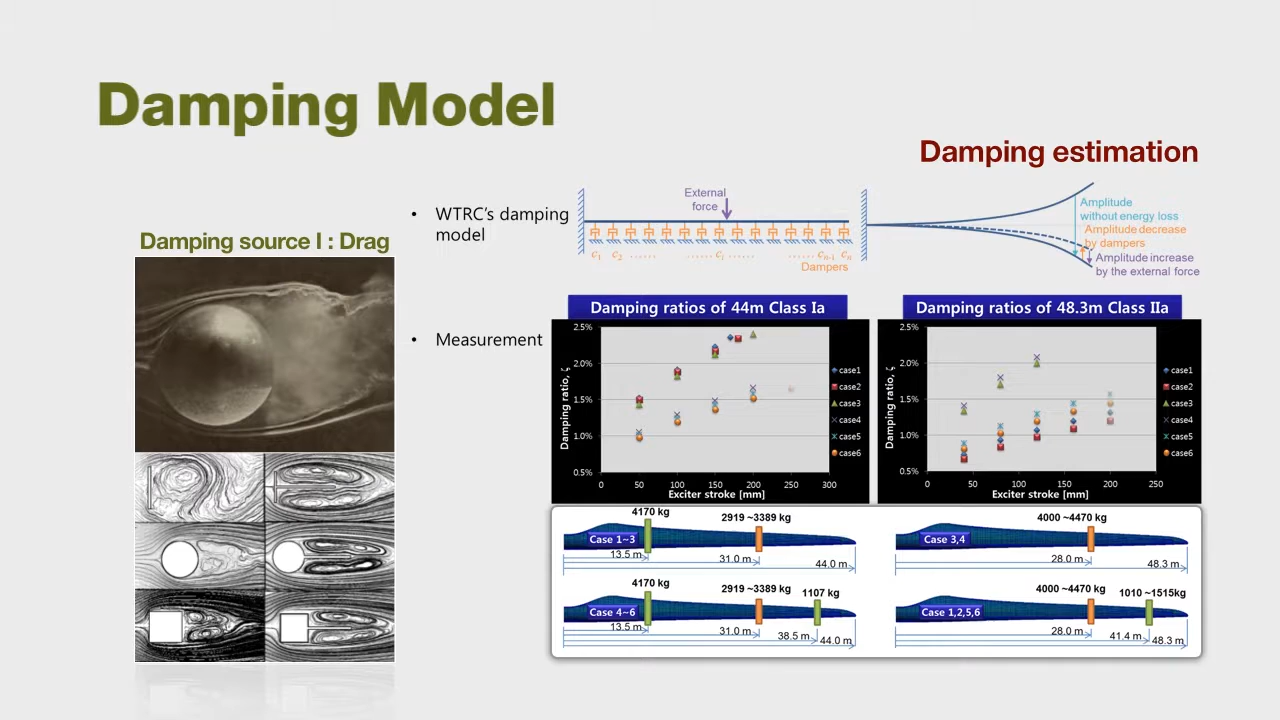 Damping Model
Damping estimation
Damping source I : Drag
• WTRC's damping
model
External
force
c1 c2 ...... ......ci...... ......cn-1 cn
Dampers
Amplitude
without energy loss
Amplitude decrease
by dampers
Amplitude increase
by the external force
• Measurement
Damping ratios of 44m Class Ia
Damping ratio, ζ
2.5%
2.0%
1.5%
1.0%
0.5%
0 50 100 150 200 250 300
Exciter stroke [mm]
case1
case2
case3
case4
case5
case6
Damping ratios of 48.3m Class IIa
Damping ratio, ζ
2.5%
2.0%
1.5%
1.0%
0.5%
0 50 100 150 200 250
Exciter stroke [mm]
case1
case2
case3
case4
case5
case6
4170 kg
2919 ~3389 kg
Case 1~3
13.5 m
31.0 m
44.0 m
4000 ~4470 kg
Case 3,4
28.0 m
48.3 m
4170 kg
2919 ~3389 kg
1107 kg
Case 4~6
13.5 m
31.0 m
38.5 m
44.0 m
4000 ~4470 kg
1010 ~1515kg
Case 1,2,5,6
28.0 m
41.4 m
48.3 m